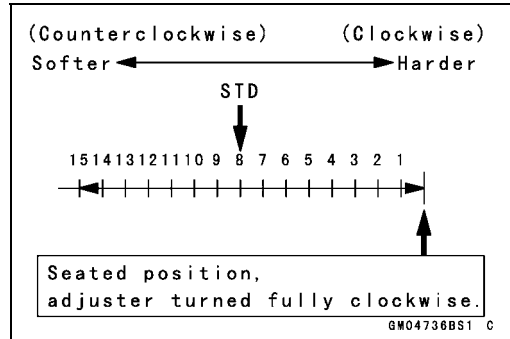 (Counterclockwise) (Clockwise)
Softer Harder
STD
15 14 13 12 11 10 9 8 7 6 5 4 3 2 1
Seated position,
adjuster turned fully clockwise.
GM04736BS1 C